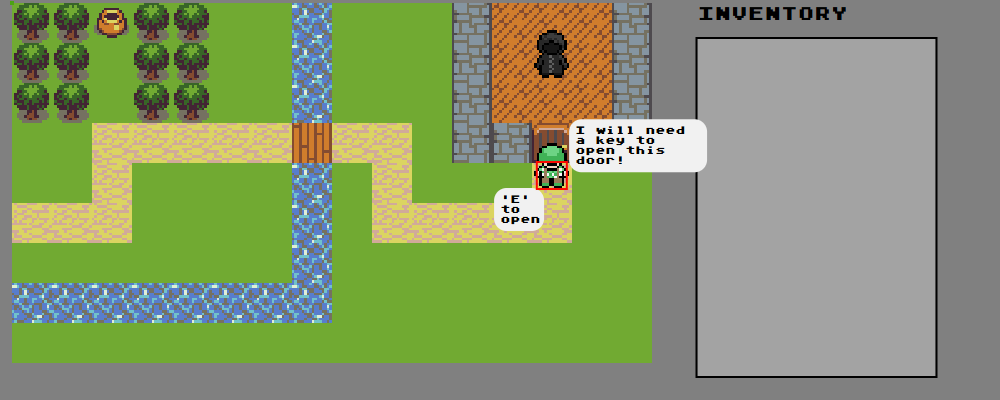 INVENTORY
I will need
a key to
open this
door!
'E'
to
open